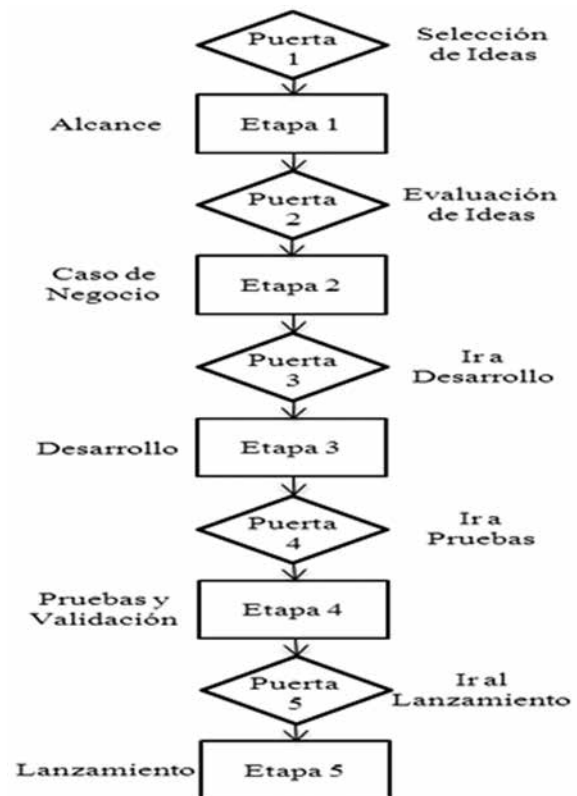 Puerta
1
Selección
de Ideas
Alcance
Etapa 1
Puerta
2
Evaluación
de Ideas
Caso de
Negocio
Etapa 2
Puerta
3
Ir a
Desarrollo
Desarrollo
Etapa 3
Puerta
4
Ir a
Pruebas
Pruebas y
Validación
Etapa 4
Puerta
5
Ir al
Lanzamiento
Lanzamiento
Etapa 5